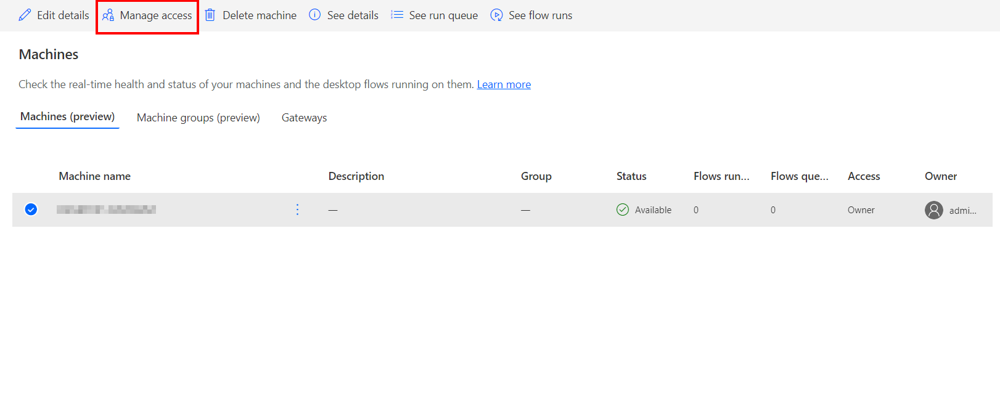 Edit details Manage access Delete machine See details See run queue See flow runs
Machines
Check the real-time health and status of your machines and the desktop flows running on them. Learn more
Machines (preview) Machine groups (preview) Gateways
Machine name Description Group Status Flows run... Flows que... Access Owner
— — Available 0 0 Owner admi...